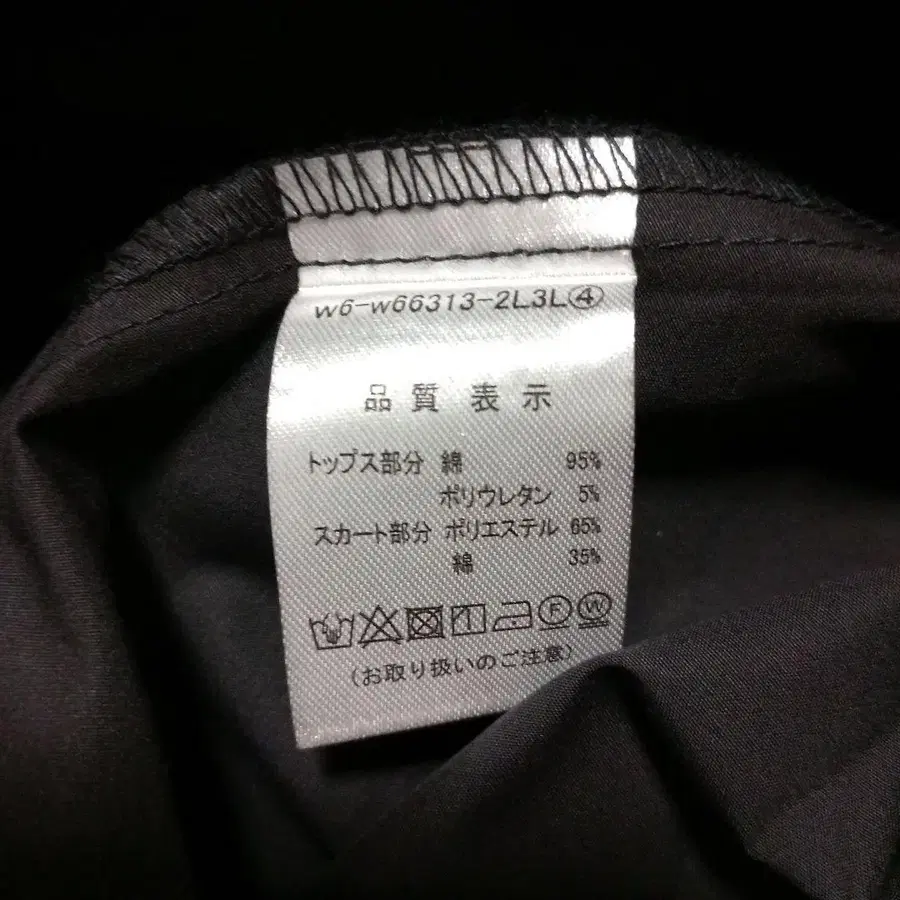 W6-W66313-2L3L④
品質表示
トップス部分 綿 95%
ポリウレタン 5%
スカート部分 ポリエステル 65%
綿 35%
F W
(お取り扱いのご注意)